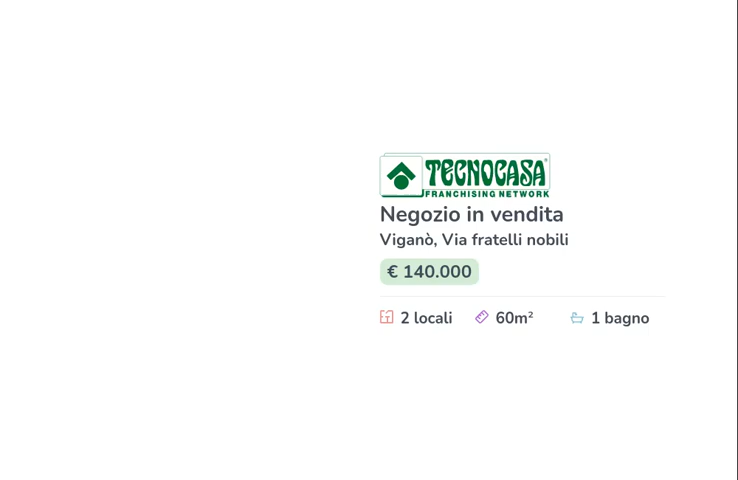 TECNOCASA
FRANCHISING NETWORK
Negozio in vendita
Viganò, Via fratelli nobili
€ 140.000
2 locali 60m² 1 bagno